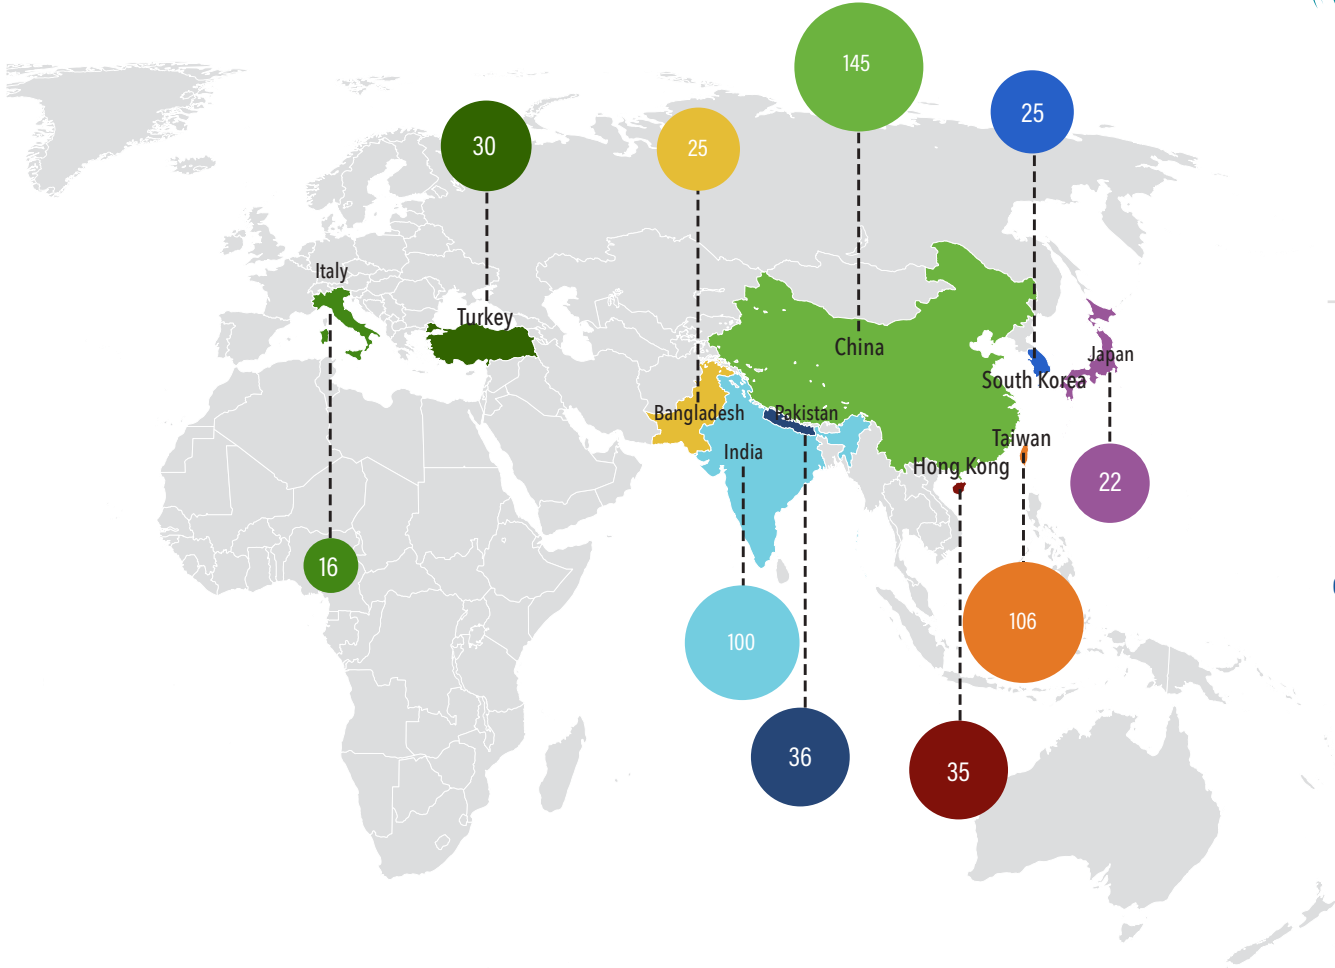 145
25
30
25
Italy
Turkey
China
Japan
South Korea
Bangladesh
Pakistan
Taiwan
India
Hong Kong
22
16
106
100
36
35